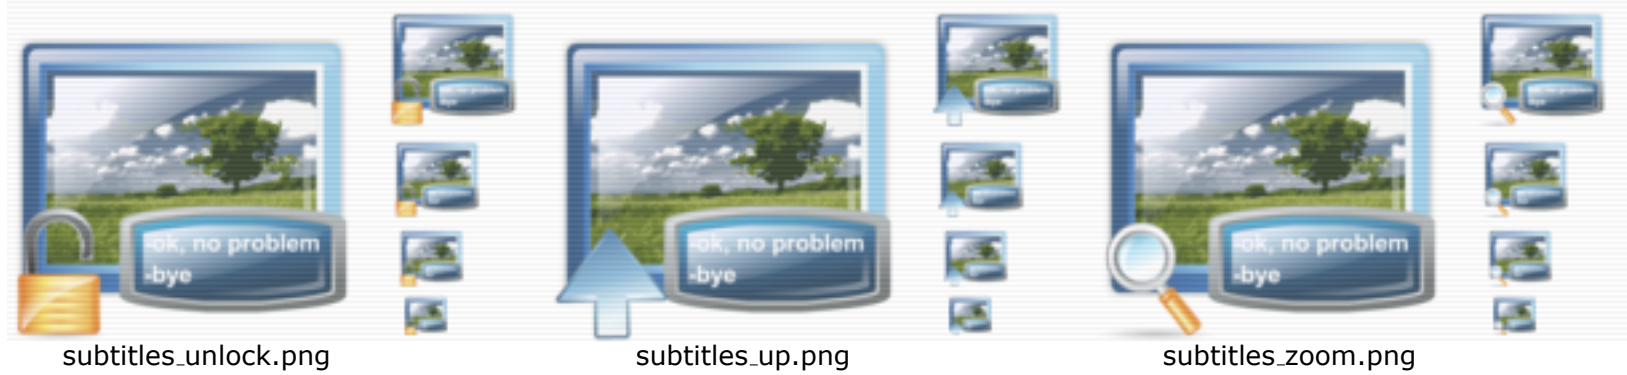 -ok, no problem
-bye
-ok, no problem
-bye
-ok, no problem
-bye
subtitles_unlock.png
subtitles_up.png
subtitles_zoom.png